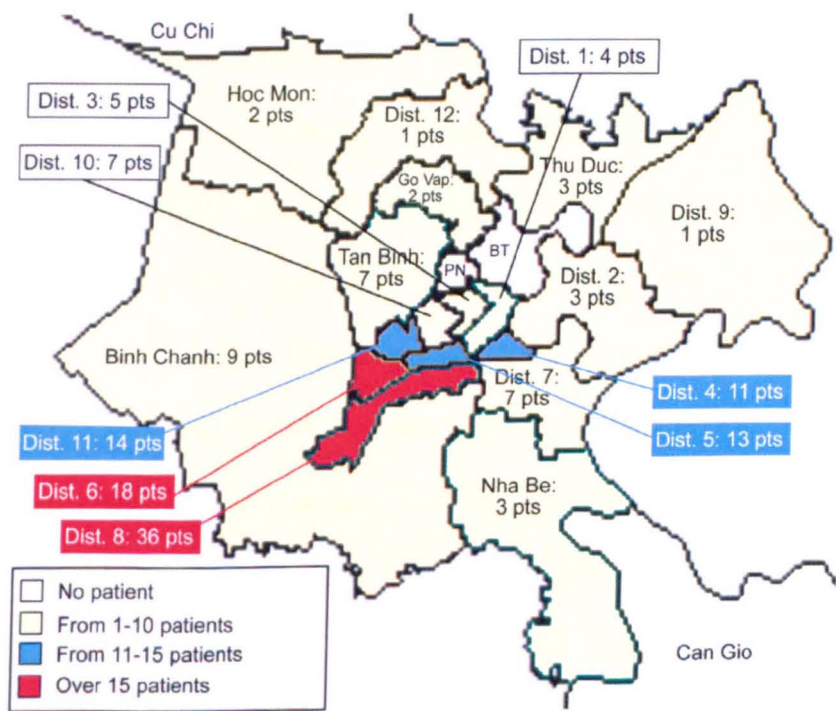 Cu Chi
Dist. 1: 4 pts
Dist. 3: 5 pts
Hoc Mon:
2 pts
Dist. 12:
1 pts
Dist. 10: 7 pts
Go Vap:
2 pts
Thu Duc:
3 pts
Dist. 9:
1 pts
Tan Binh:
7 pts
PN
BT
Dist. 2:
3 pts
Binh Chanh: 9 pts
Dist. 7:
7 pts
Dist. 4: 11 pts
Dist. 11: 14 pts
Dist. 5: 13 pts
Dist. 6: 18 pts
Nha Be:
3 pts
Dist. 8: 36 pts
No patient
From 1-10 patients
From 11-15 patients
Over 15 patients
Can Gio